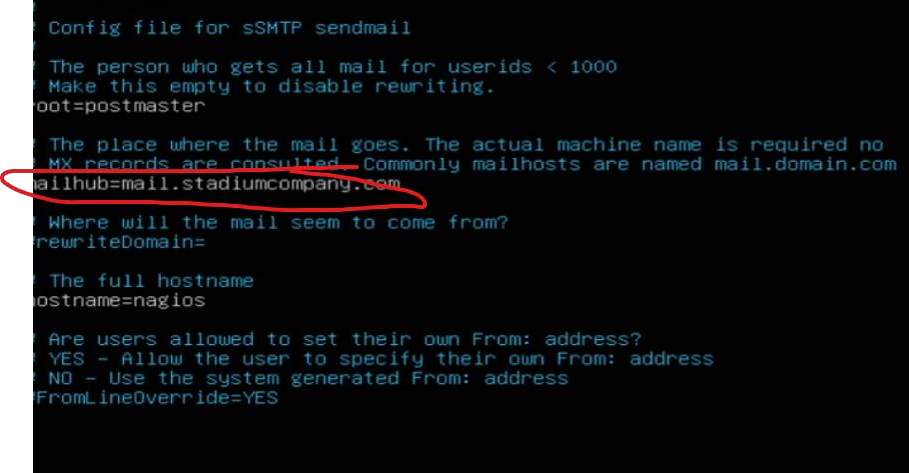 #
# Config file for sSMTP sendmail
#
# The person who gets all mail for userids < 1000
# Make this empty to disable rewriting.
root=postmaster
# The place where the mail goes. The actual machine name is required no
# MX records are consulted. Commonly mailhosts are named mail.domain.com
mailhub=mail.stadiumcompany.com
# Where will the mail seem to come from?
#rewriteDomain=
# The full hostname
hostname=nagios
# Are users allowed to set their own From: address?
# YES - Allow the user to specify their own From: address
# NO - Use the system generated From: address
#FromLineOverride=YES